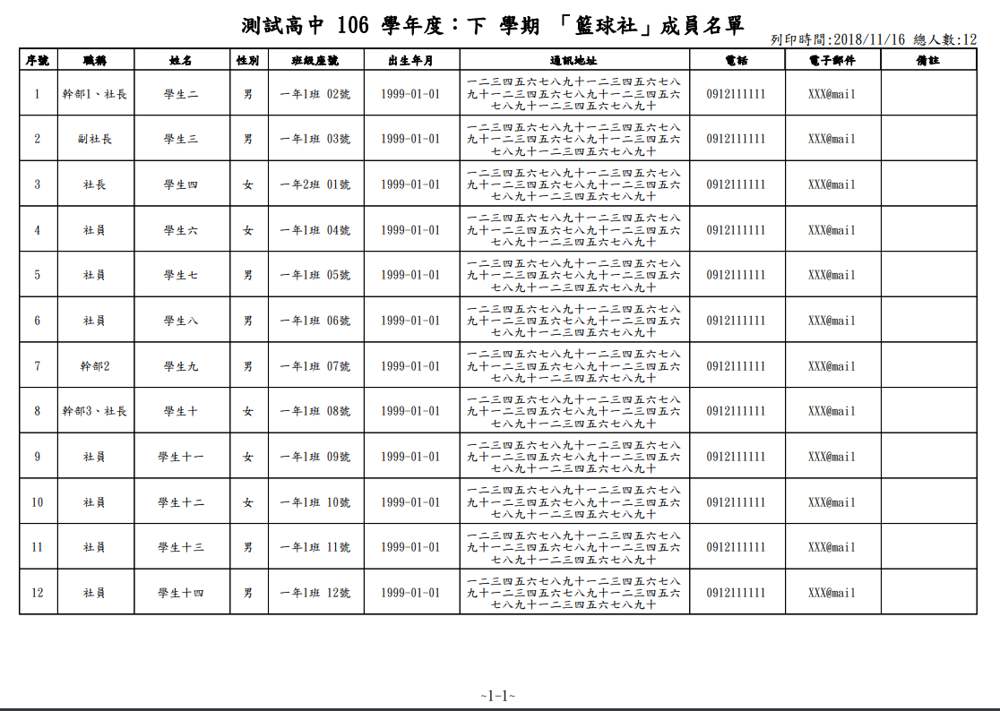 測試高中 106 學年度：下 學期 「籃球社」成員名單
列印時間:2018/11/16 總人數:12
序號 職稱 姓名 性別 班級座號 出生年月 通訊地址 電話 電子郵件 備註
1 幹部1、社長 學生二 男 一年1班 02號 1999-01-01 一二三四五六七八九十一二三四五六七八 0912111111 XXX@mail
九十一二三四五六七八九十一二三四五六
七八九十一二三四五六七八九十
2 副社長 學生三 男 一年1班 03號 1999-01-01 一二三四五六七八九十一二三四五六七八 0912111111 XXX@mail
九十一二三四五六七八九十一二三四五六
七八九十一二三四五六七八九十
3 社長 學生四 女 一年2班 01號 1999-01-01 一二三四五六七八九十一二三四五六七八 0912111111 XXX@mail
九十一二三四五六七八九十一二三四五六
七八九十一二三四五六七八九十
4 社員 學生六 女 一年1班 04號 1999-01-01 一二三四五六七八九十一二三四五六七八 0912111111 XXX@mail
九十一二三四五六七八九十一二三四五六
七八九十一二三四五六七八九十
5 社員 學生七 男 一年1班 05號 1999-01-01 一二三四五六七八九十一二三四五六七八 0912111111 XXX@mail
九十一二三四五六七八九十一二三四五六
七八九十一二三四五六七八九十
6 社員 學生八 男 一年1班 06號 1999-01-01 一二三四五六七八九十一二三四五六七八 0912111111 XXX@mail
九十一二三四五六七八九十一二三四五六
七八九十一二三四五六七八九十
7 幹部2 學生九 男 一年1班 07號 1999-01-01 一二三四五六七八九十一二三四五六七八 0912111111 XXX@mail
九十一二三四五六七八九十一二三四五六
七八九十一二三四五六七八九十
8 幹部3、社長 學生十 女 一年1班 08號 1999-01-01 一二三四五六七八九十一二三四五六七八 0912111111 XXX@mail
九十一二三四五六七八九十一二三四五六
七八九十一二三四五六七八九十
9 社員 學生十一 女 一年1班 09號 1999-01-01 一二三四五六七八九十一二三四五六七八 0912111111 XXX@mail
九十一二三四五六七八九十一二三四五六
七八九十一二三四五六七八九十
10 社員 學生十二 女 一年1班 10號 1999-01-01 一二三四五六七八九十一二三四五六七八 0912111111 XXX@mail
九十一二三四五六七八九十一二三四五六
七八九十一二三四五六七八九十
11 社員 學生十三 男 一年1班 11號 1999-01-01 一二三四五六七八九十一二三四五六七八 0912111111 XXX@mail
九十一二三四五六七八九十一二三四五六
七八九十一二三四五六七八九十
12 社員 學生十四 男 一年1班 12號 1999-01-01 一二三四五六七八九十一二三四五六七八 0912111111 XXX@mail
九十一二三四五六七八九十一二三四五六
七八九十一二三四五六七八九十
~1-1~